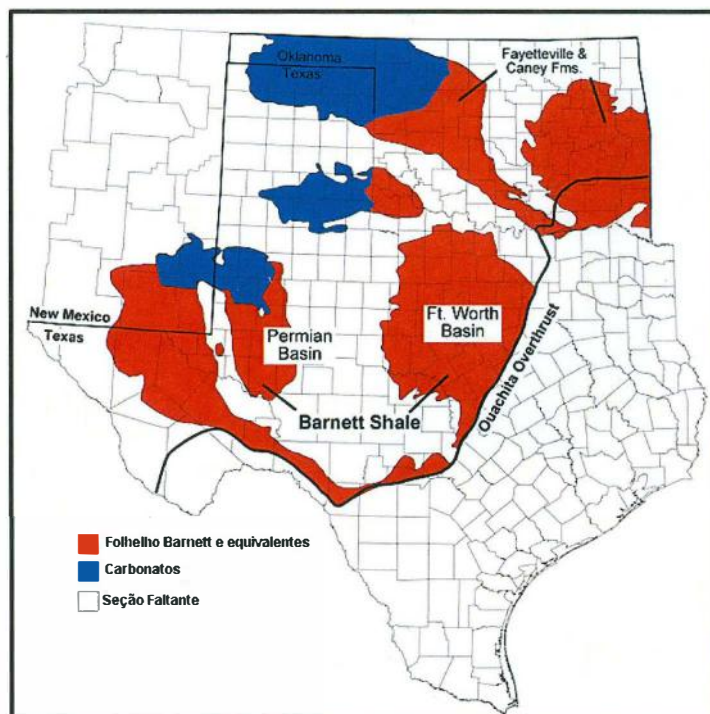 Oklahoma
Texas
Fayetteville &
Caney Fms.
New Mexico
Texas
Permian
Basin
Ft. Worth
Basin
Ouachita Overthrust
Barnett Shale
Folhelho Barnett e equivalentes
Carbonatos
Seção Faltante